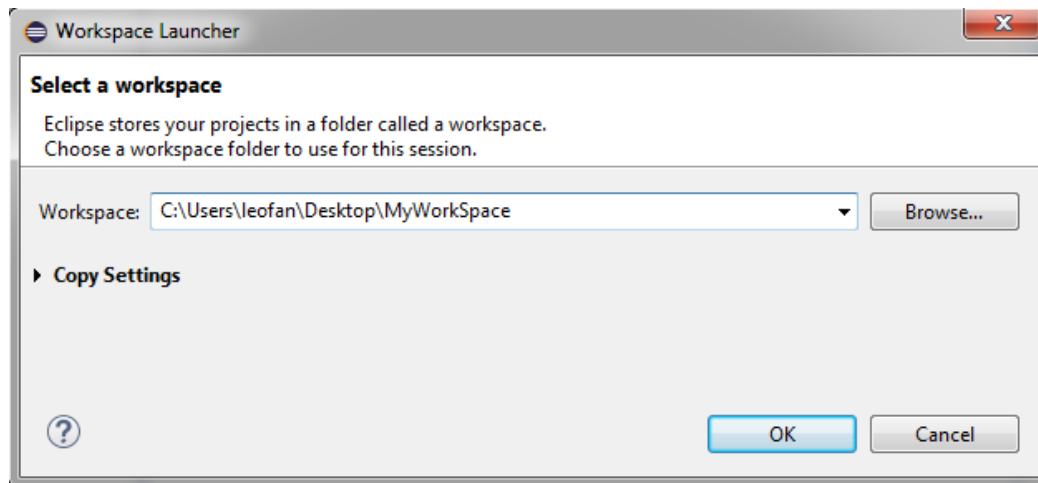 Workspace Launcher
Select a workspace
Eclipse stores your projects in a folder called a workspace.
Choose a workspace folder to use for this session.
Workspace: C:\Users\leofan\Desktop\MyWorkSpace Browse...
Copy Settings
? OK Cancel